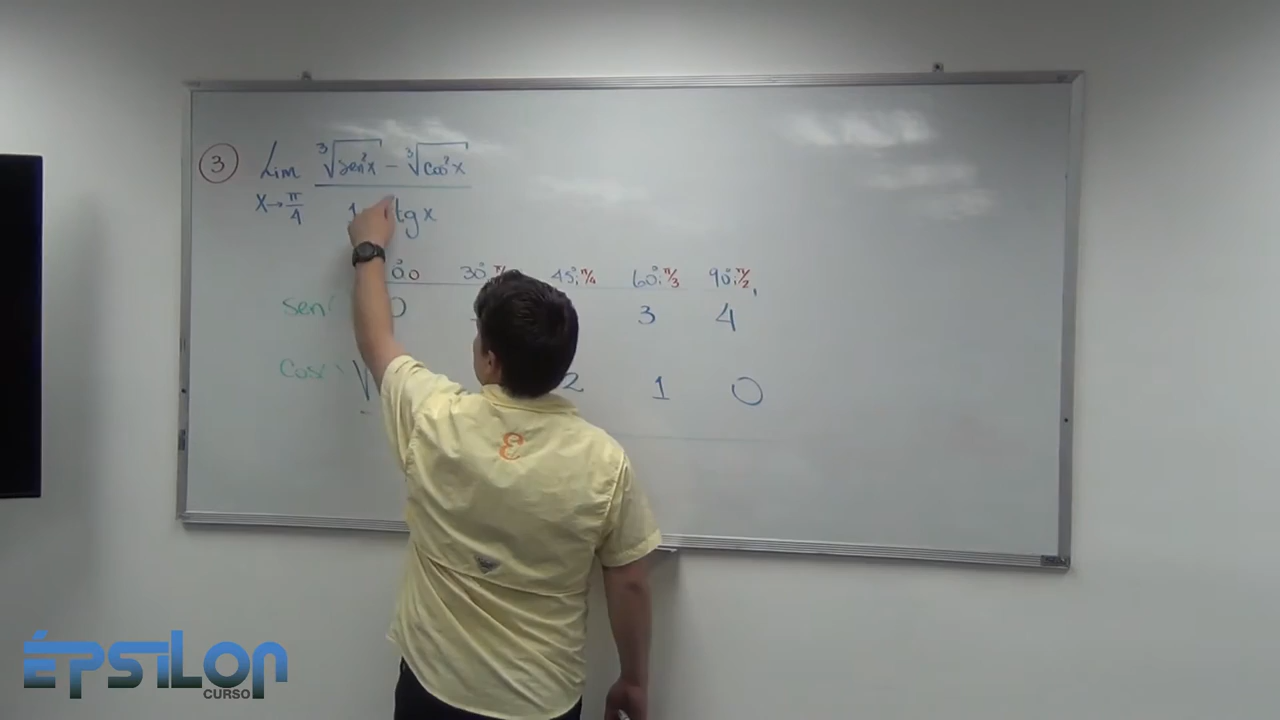 3 Lim ∛sen²x - ∛cos²x
x→π/4 1 tg x
0° 0 30° 45°; π/4 60°; π/3 90°; π/2
sen 0 3 4
cos 2 1 0
ε
ÉPSILON
CURSO